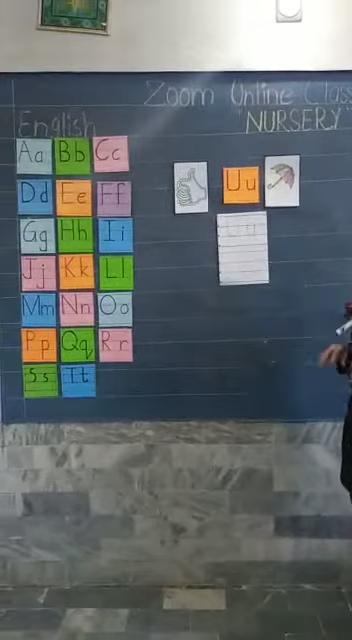 Zoom Online Class
"NURSERY"
English
Aa Bb Cc
Dd Ee Ff
Gg Hh Ii
Jj Kk Ll
Mm Nn Oo
Pp Qq Rr
Ss Tt
Uu
Uu